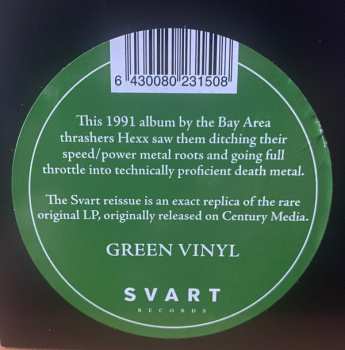 6 430080 231508
This 1991 album by the Bay Area
thrashers Hexx saw them ditching their
speed/power metal roots and going full
throttle into technically proficient death metal.
The Svart reissue is an exact replica of the rare
original LP, originally released on Century Media.
GREEN VINYL
SVART
RECORDS